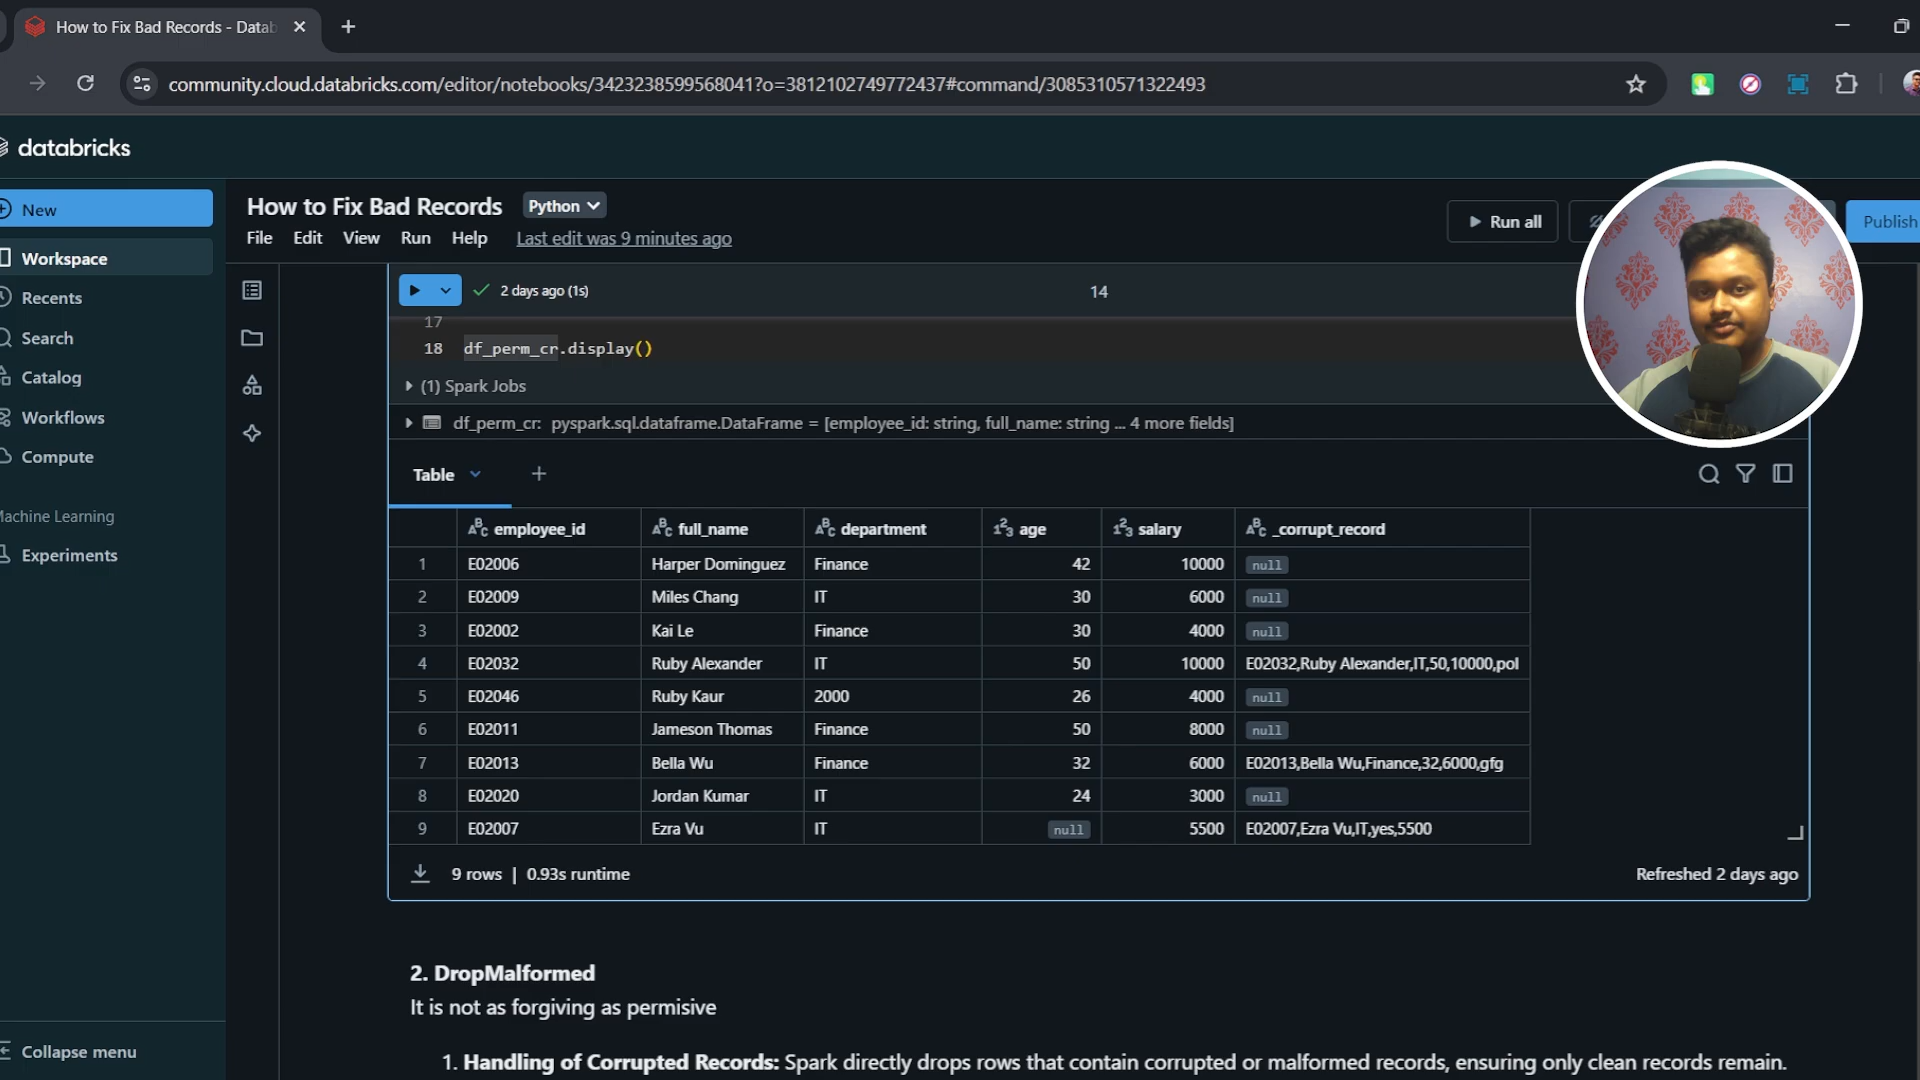 How to Fix Bad Records - Datab
community.cloud.databricks.com/editor/notebooks/3423238599568041?o=3812102749772437#command/3085310571322493
databricks
New
Workspace
Recents
Search
Catalog
Workflows
Compute
Machine Learning
Experiments
Collapse menu
How to Fix Bad Records Python
File Edit View Run Help Last edit was 9 minutes ago
Run all
Publish
2 days ago (1s) 14
17
18 df_perm_cr.display()
(1) Spark Jobs
df_perm_cr: pyspark.sql.dataframe.DataFrame = [employee_id: string, full_name: string ... 4 more fields]
Table
employee_id full_name department age salary _corrupt_record
1 E02006 Harper Dominguez Finance 42 10000 null
2 E02009 Miles Chang IT 30 6000 null
3 E02002 Kai Le Finance 30 4000 null
4 E02032 Ruby Alexander IT 50 10000 E02032,Ruby Alexander,IT,50,10000,pol
5 E02046 Ruby Kaur 2000 26 4000 null
6 E02011 Jameson Thomas Finance 50 8000 null
7 E02013 Bella Wu Finance 32 6000 E02013,Bella Wu,Finance,32,6000,gfg
8 E02020 Jordan Kumar IT 24 3000 null
9 E02007 Ezra Vu IT null 5500 E02007,Ezra Vu,IT,yes,5500
9 rows | 0.93s runtime
Refreshed 2 days ago
2. DropMalformed
It is not as forgiving as permisive
1. Handling of Corrupted Records: Spark directly drops rows that contain corrupted or malformed records, ensuring only clean records remain.